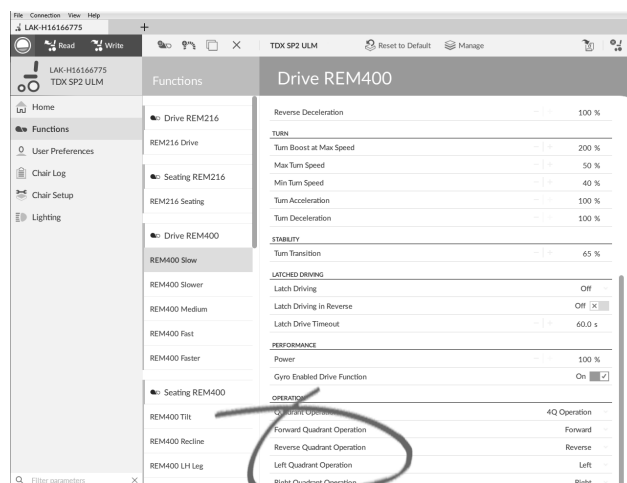 File Connection View Help
LAK-H16166775 +
Read Write TDX SP2 ULM Reset to Default Manage
LAK-H16166775
TDX SP2 ULM
Home
Functions
User Preferences
Chair Log
Chair Setup
Lighting
Filter parameters
Functions
Drive REM216
REM216 Drive
Seating REM216
REM216 Seating
Drive REM400
REM400 Slow
REM400 Slower
REM400 Medium
REM400 Fast
REM400 Faster
Seating REM400
REM400 Tilt
REM400 Recline
REM400 LH Leg
Drive REM400
Reverse Deceleration 100 %
TURN
Turn Boost at Max Speed 200 %
Max Turn Speed 50 %
Min Turn Speed 40 %
Turn Acceleration 100 %
Turn Deceleration 100 %
STABILITY
Turn Transition 65 %
LATCHED DRIVING
Latch Driving Off
Latch Driving in Reverse Off
Latch Drive Timeout 60.0 s
PERFORMANCE
Power 100 %
Gyro Enabled Drive Function On
OPERATION
Quadrant Operation 4Q Operation
Forward Quadrant Operation Forward
Reverse Quadrant Operation Reverse
Left Quadrant Operation Left
Right Quadrant Operation Right